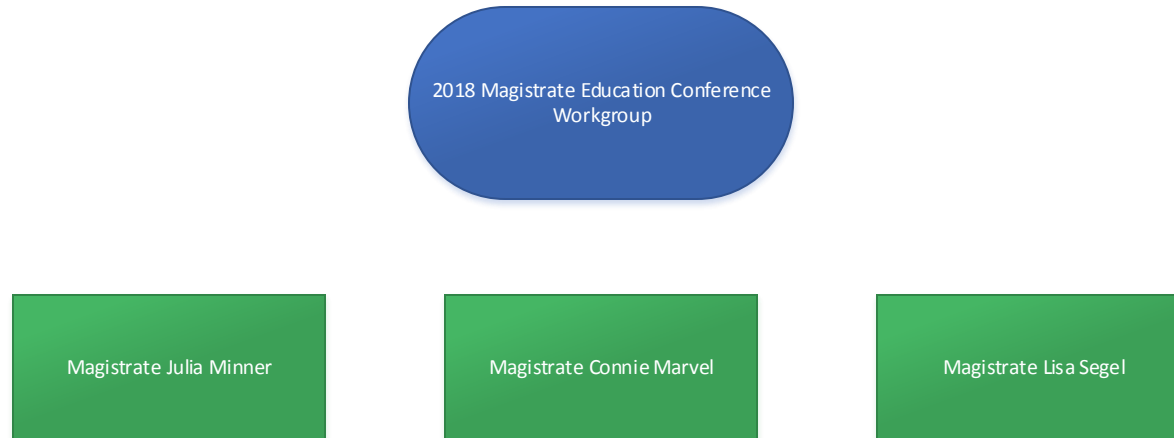 2018 Magistrate Education Conference
Workgroup
Magistrate Julia Minner
Magistrate Connie Marvel
Magistrate Lisa Segel